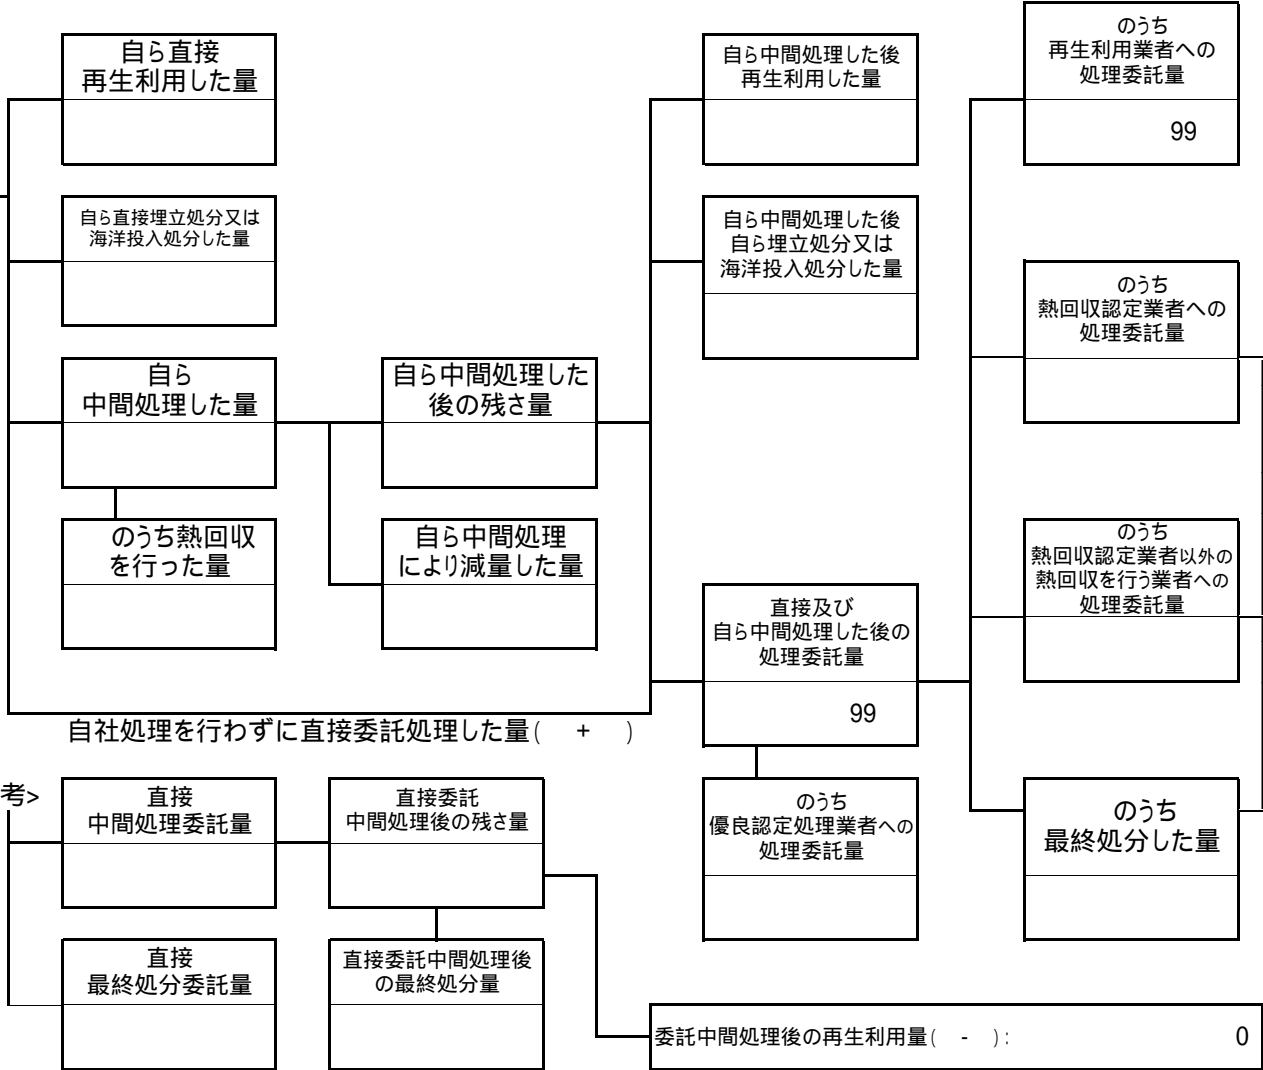 自ら直接
再生利用した量
自ら直接埋立処分又は
海洋投入処分した量
自ら
中間処理した量
のうち熱回収
を行った量
自ら中間処理した
後の残さ量
自ら中間処理
により減量した量
自ら中間処理した後
再生利用した量
自ら中間処理した後
自ら埋立処分又は
海洋投入処分した量
直接及び
自ら中間処理した後の
処理委託量
99
のうち
優良認定処理業者への
処理委託量
のうち
再生利用業者への
処理委託量
99
のうち
熱回収認定業者への
処理委託量
のうち
熱回収認定業者以外の
熱回収を行う業者への
処理委託量
のうち
最終処分した量
自社処理を行わずに直接委託処理した量( + )
考>
直接
中間処理委託量
直接委託
中間処理後の残さ量
直接
最終処分委託量
直接委託中間処理後
の最終処分量
委託中間処理後の再生利用量( - ): 0